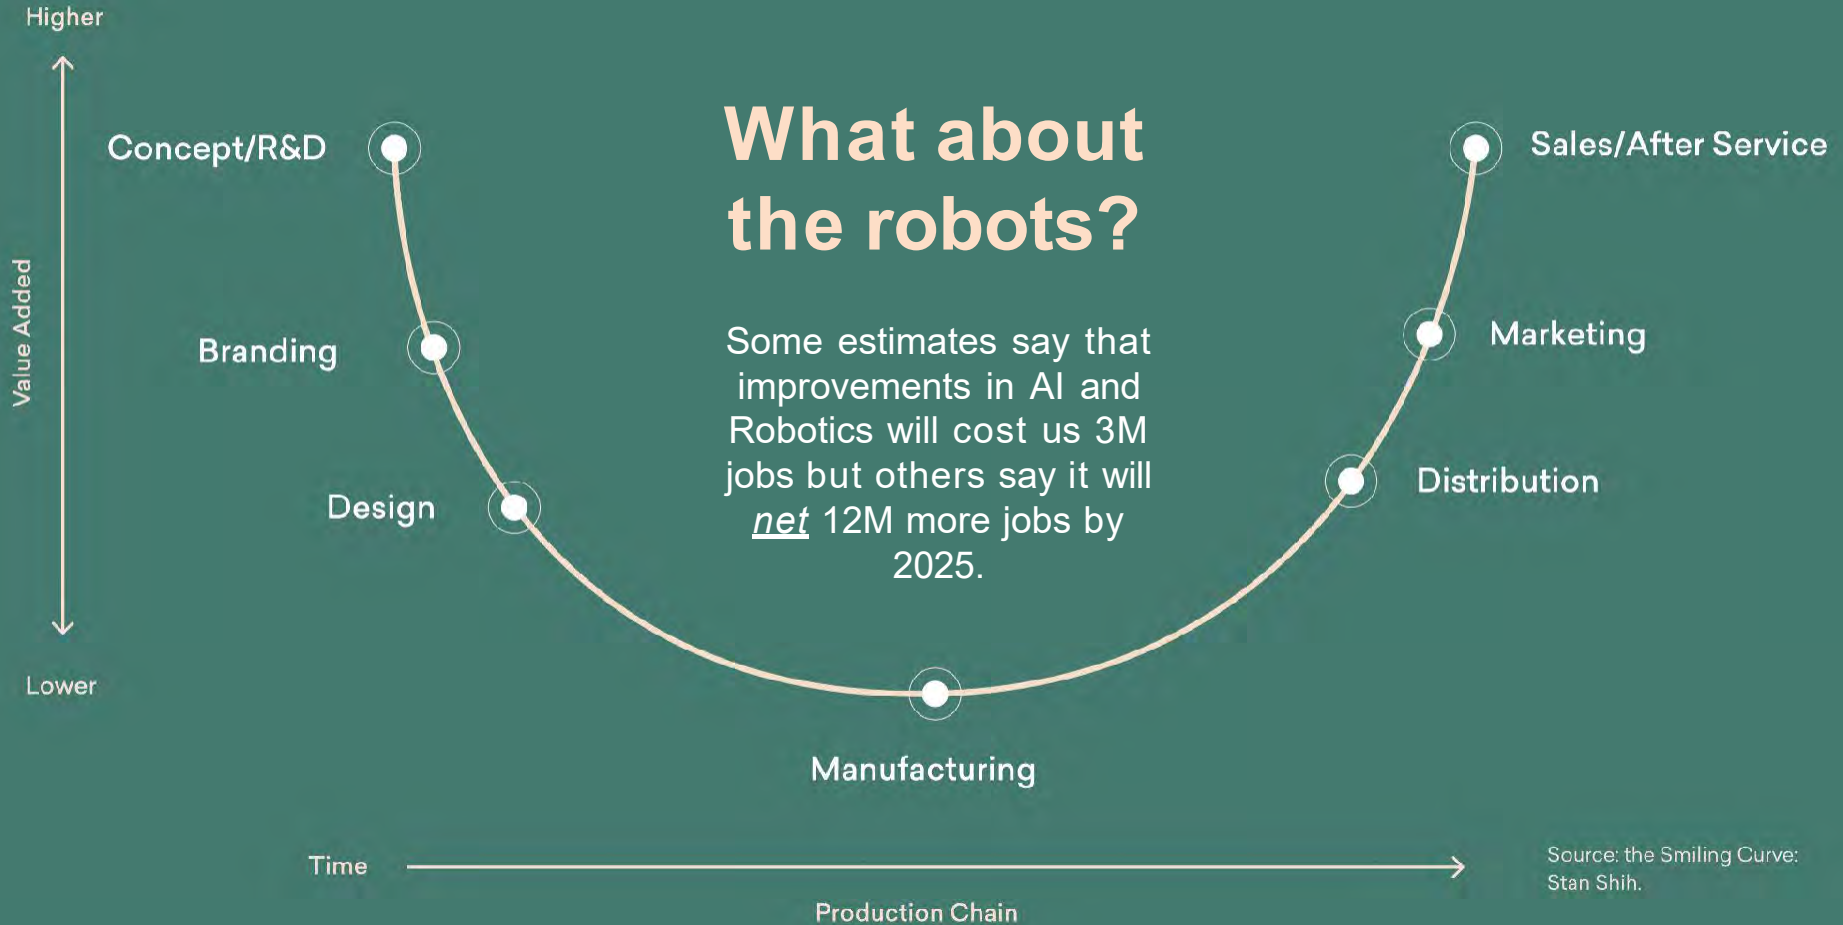 Higher
What about
the robots?
Concept/R&D
Sales/After Service
Value Added
Some estimates say that
improvements in AI and
Robotics will cost us 3M
jobs but others say it will
net 12M more jobs by
2025.
Branding
Marketing
Design
Distribution
Lower
Manufacturing
Time
Production Chain
Source: the Smiling Curve:
Stan Shih.